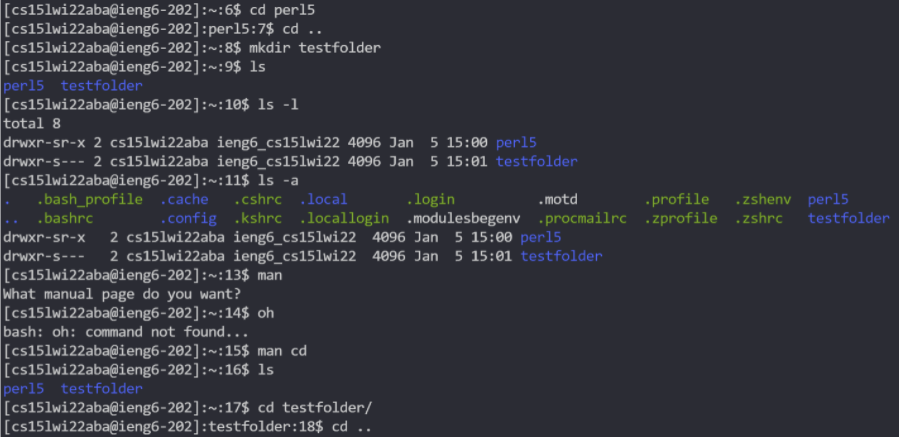 [cs15lwi22aba@ieng6-202]:~:6$ cd perl5
[cs15lwi22aba@ieng6-202]:perl5:7$ cd ..
[cs15lwi22aba@ieng6-202]:~:8$ mkdir testfolder
[cs15lwi22aba@ieng6-202]:~:9$ ls
perl5  testfolder
[cs15lwi22aba@ieng6-202]:~:10$ ls -l
total 8
drwxr-sr-x 2 cs15lwi22aba ieng6_cs15lwi22 4096 Jan  5 15:00 perl5
drwxr-s--- 2 cs15lwi22aba ieng6_cs15lwi22 4096 Jan  5 15:01 testfolder
[cs15lwi22aba@ieng6-202]:~:11$ ls -a
.   .bash_profile  .cache   .cshrc  .local       .login           .motd        .profile   .zshenv  perl5
..  .bashrc        .config  .kshrc  .locallogin  .modulesbegenv  .procmailrc  .zprofile  .zshrc   testfolder
drwxr-sr-x   2 cs15lwi22aba ieng6_cs15lwi22  4096 Jan  5 15:00 perl5
drwxr-s---   2 cs15lwi22aba ieng6_cs15lwi22  4096 Jan  5 15:01 testfolder
[cs15lwi22aba@ieng6-202]:~:13$ man
What manual page do you want?
[cs15lwi22aba@ieng6-202]:~:14$ oh
bash: oh: command not found...
[cs15lwi22aba@ieng6-202]:~:15$ man cd
[cs15lwi22aba@ieng6-202]:~:16$ ls
perl5  testfolder
[cs15lwi22aba@ieng6-202]:~:17$ cd testfolder/
[cs15lwi22aba@ieng6-202]:testfolder:18$ cd ..